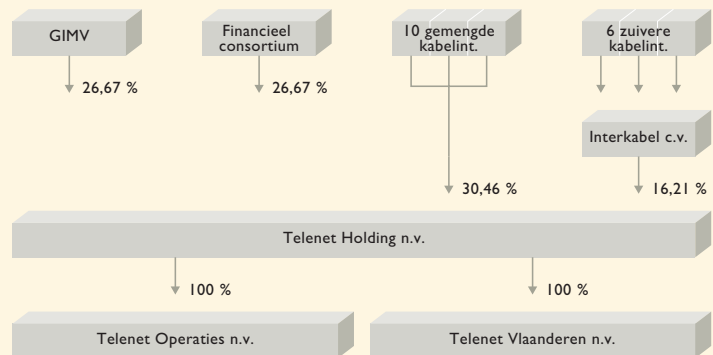 GIMV
Financieel
consortium
10 gemengde
kabelint.
6 zuivere
kabelint.
26,67 %
26,67 %
Interkabel c.v.
30,46 %
16,21 %
Telenet Holding n.v.
100 %
100 %
Telenet Operaties n.v.
Telenet Vlaanderen n.v.